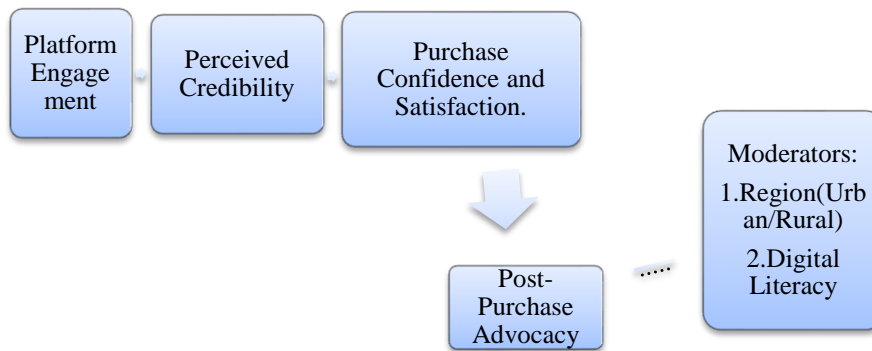 Platform
Engage
ment
Perceived
Credibility
Purchase
Confidence and
Satisfaction.
Moderators:
1.Region(Urb
an/Rural)
2.Digital
Literacy
Post-
Purchase
Advocacy
.....